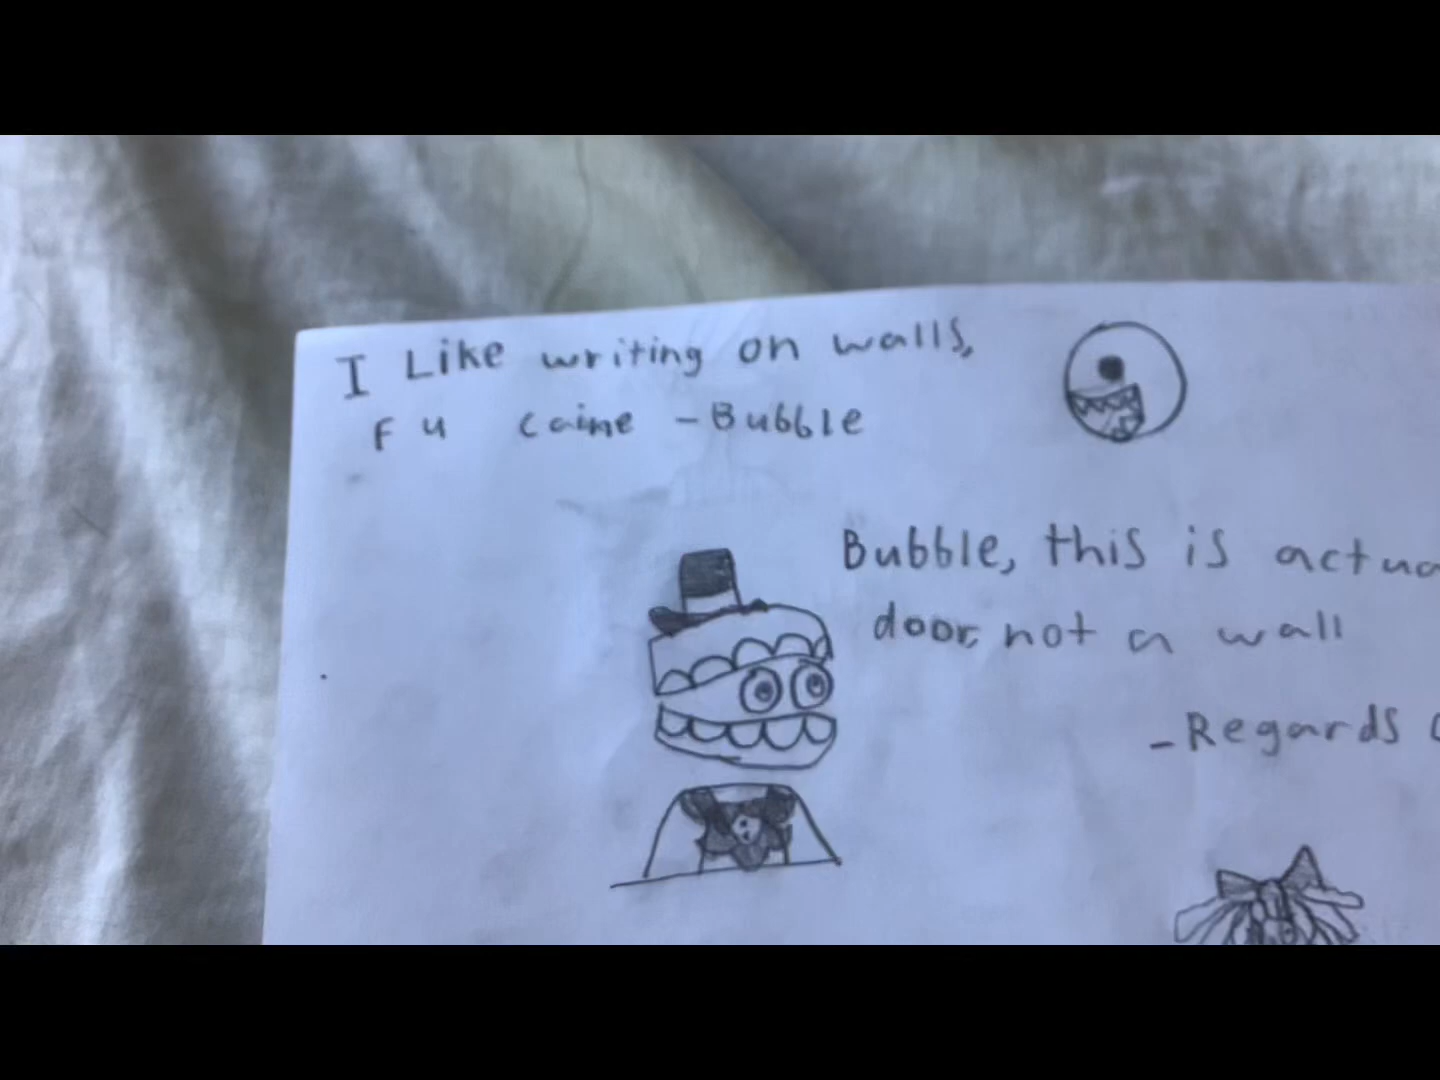 I Like writing on walls,
F U Caine - Bubble
Bubble, this is
door, not a wall
- Regards